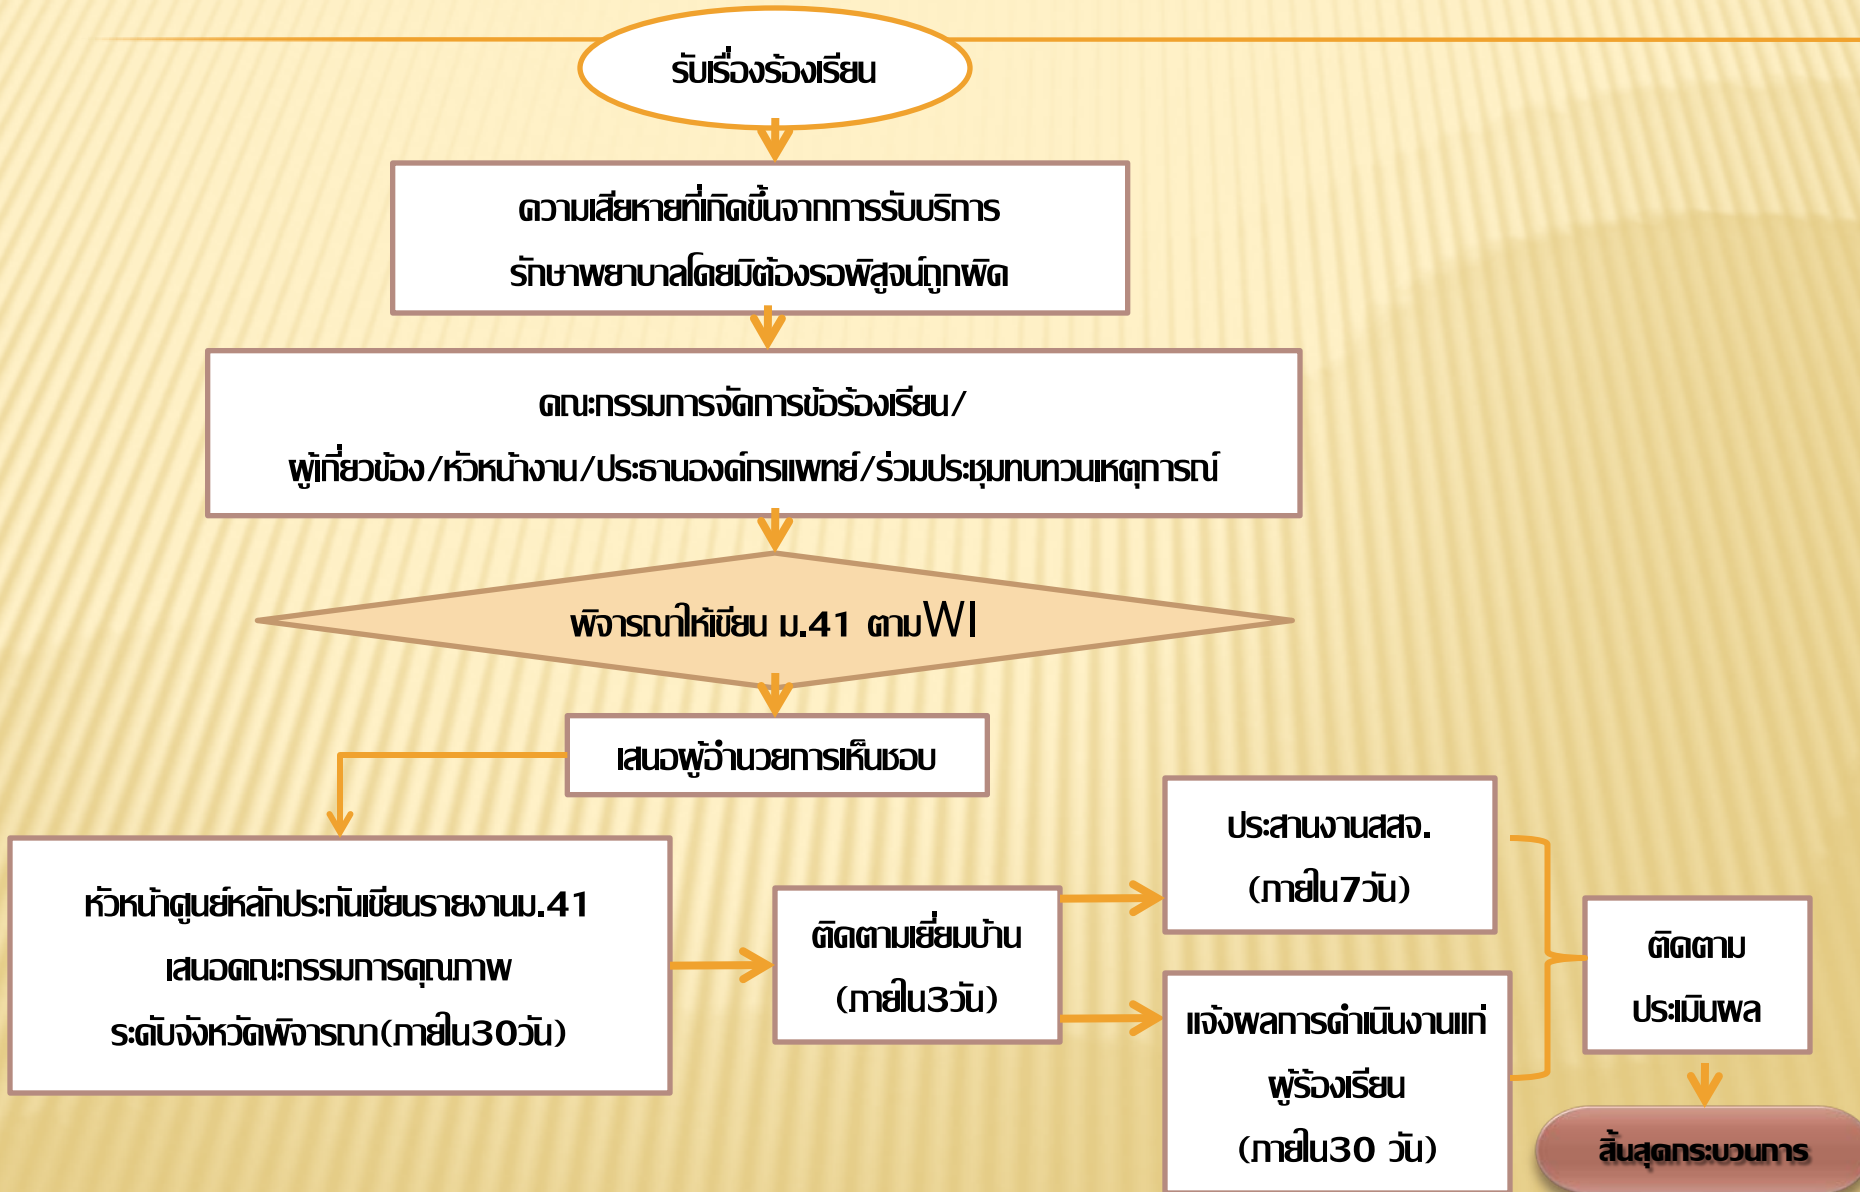 รับเรื่องร้องเรียน
ความเสียหายที่เกิดขึ้นจากการรับบริการ
รักษาพยาบาลโดยมิต้องรอพิสูจน์ถูกผิด
คณะกรรมการจัดการข้อร้องเรียน/
ผู้เกี่ยวข้อง/หัวหน้างาน/ประธานองค์กรแพทย์/ร่วมประชุมทบทวนเหตุการณ์
พิจารณาให้เขียน ม.41 ตามWI
เสนอผู้อำนวยการเห็นชอบ
หัวหน้าศูนย์หลักประกันเขียนรายงานม.41
เสนอคณะกรรมการคุณภาพ
ระดับจังหวัดพิจารณา(ภายใน30วัน)
ติดตามเยี่ยมบ้าน
(ภายใน3วัน)
ประสานงานสสจ.
(ภายใน7วัน)
แจ้งผลการดำเนินงานแก่
ผู้ร้องเรียน
(ภายใน30 วัน)
ติดตาม
ประเมินผล
สิ้นสุดกระบวนการ